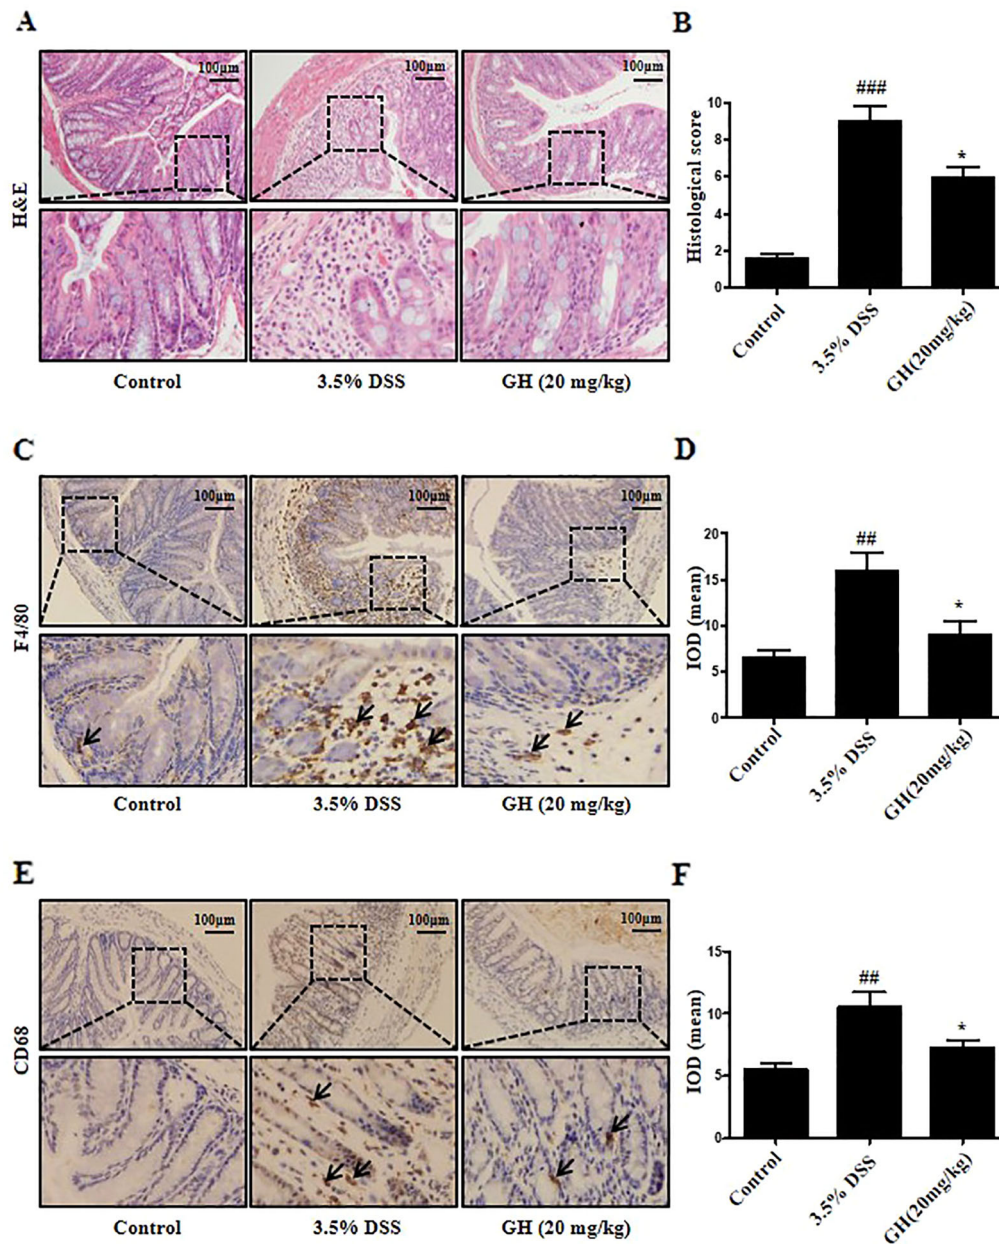 A
B
100μm
100μm
100μm
H&E
Control
3.5% DSS
GH (20 mg/kg)
Histological score
10
8
6
4
2
0
###
*
Control
3.5% DSS
GH(20mg/kg)
C
D
100μm
100μm
100μm
F4/80
Control
3.5% DSS
GH (20 mg/kg)
IOD (mean)
20
15
10
5
0
##
*
Control
3.5% DSS
GH(20mg/kg)
E
F
100μm
100μm
100μm
CD68
Control
3.5% DSS
GH (20 mg/kg)
IOD (mean)
15
10
5
0
##
*
Control
3.5% DSS
GH(20mg/kg)